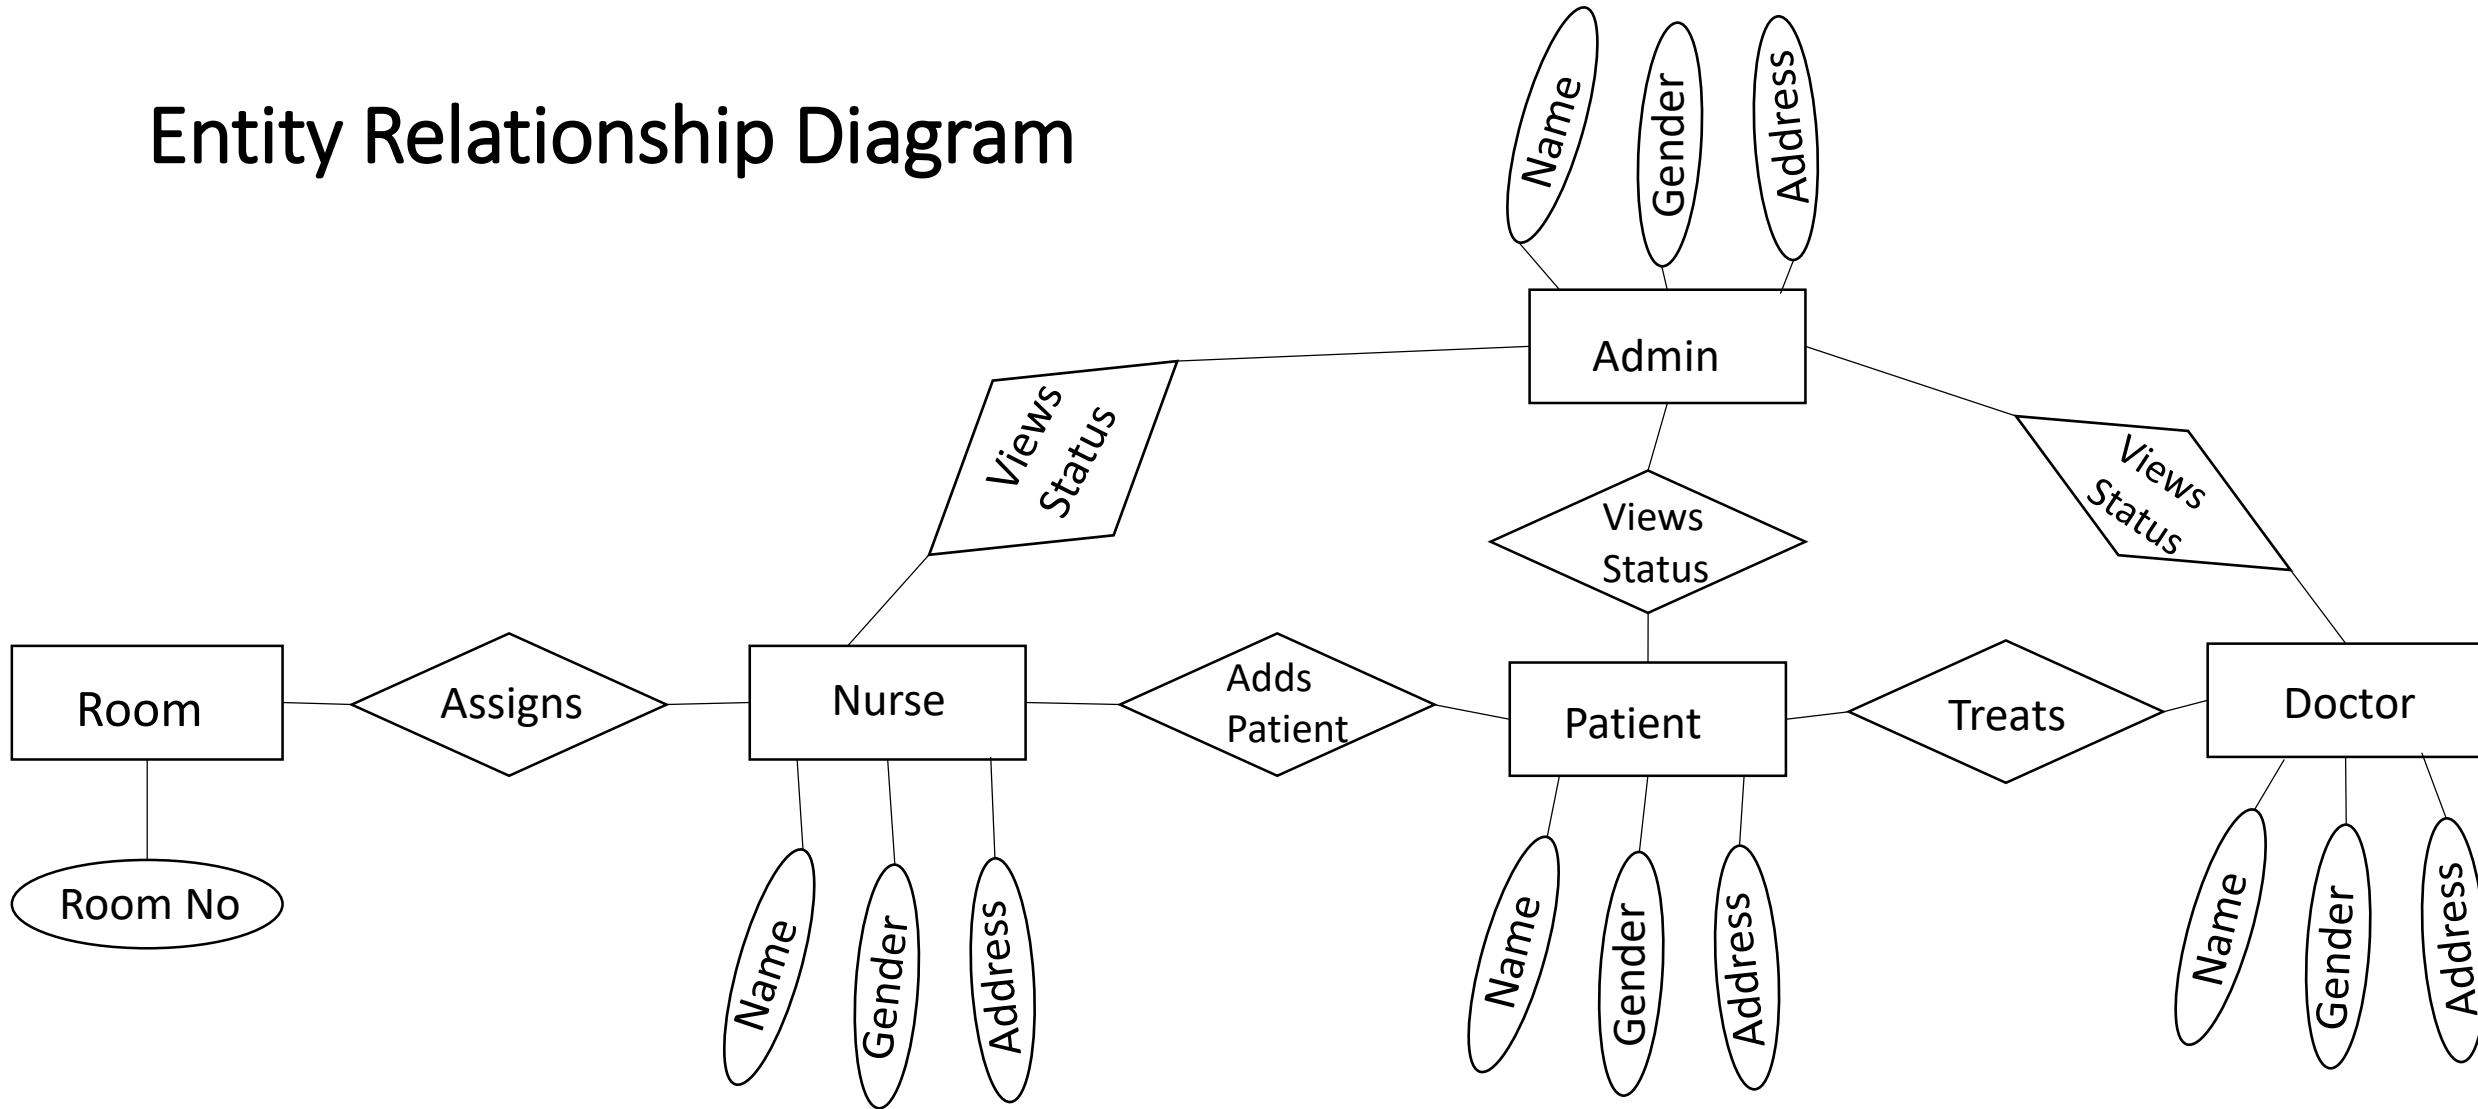 Entity Relationship Diagram
Name
Gender
Address
Admin
Views
Status
Views
Status
Views
Status
Room
Assigns
Nurse
Adds
Patient
Patient
Treats
Doctor
Room No
Name
Gender
Address
Name
Gender
Address
Name
Gender
Address